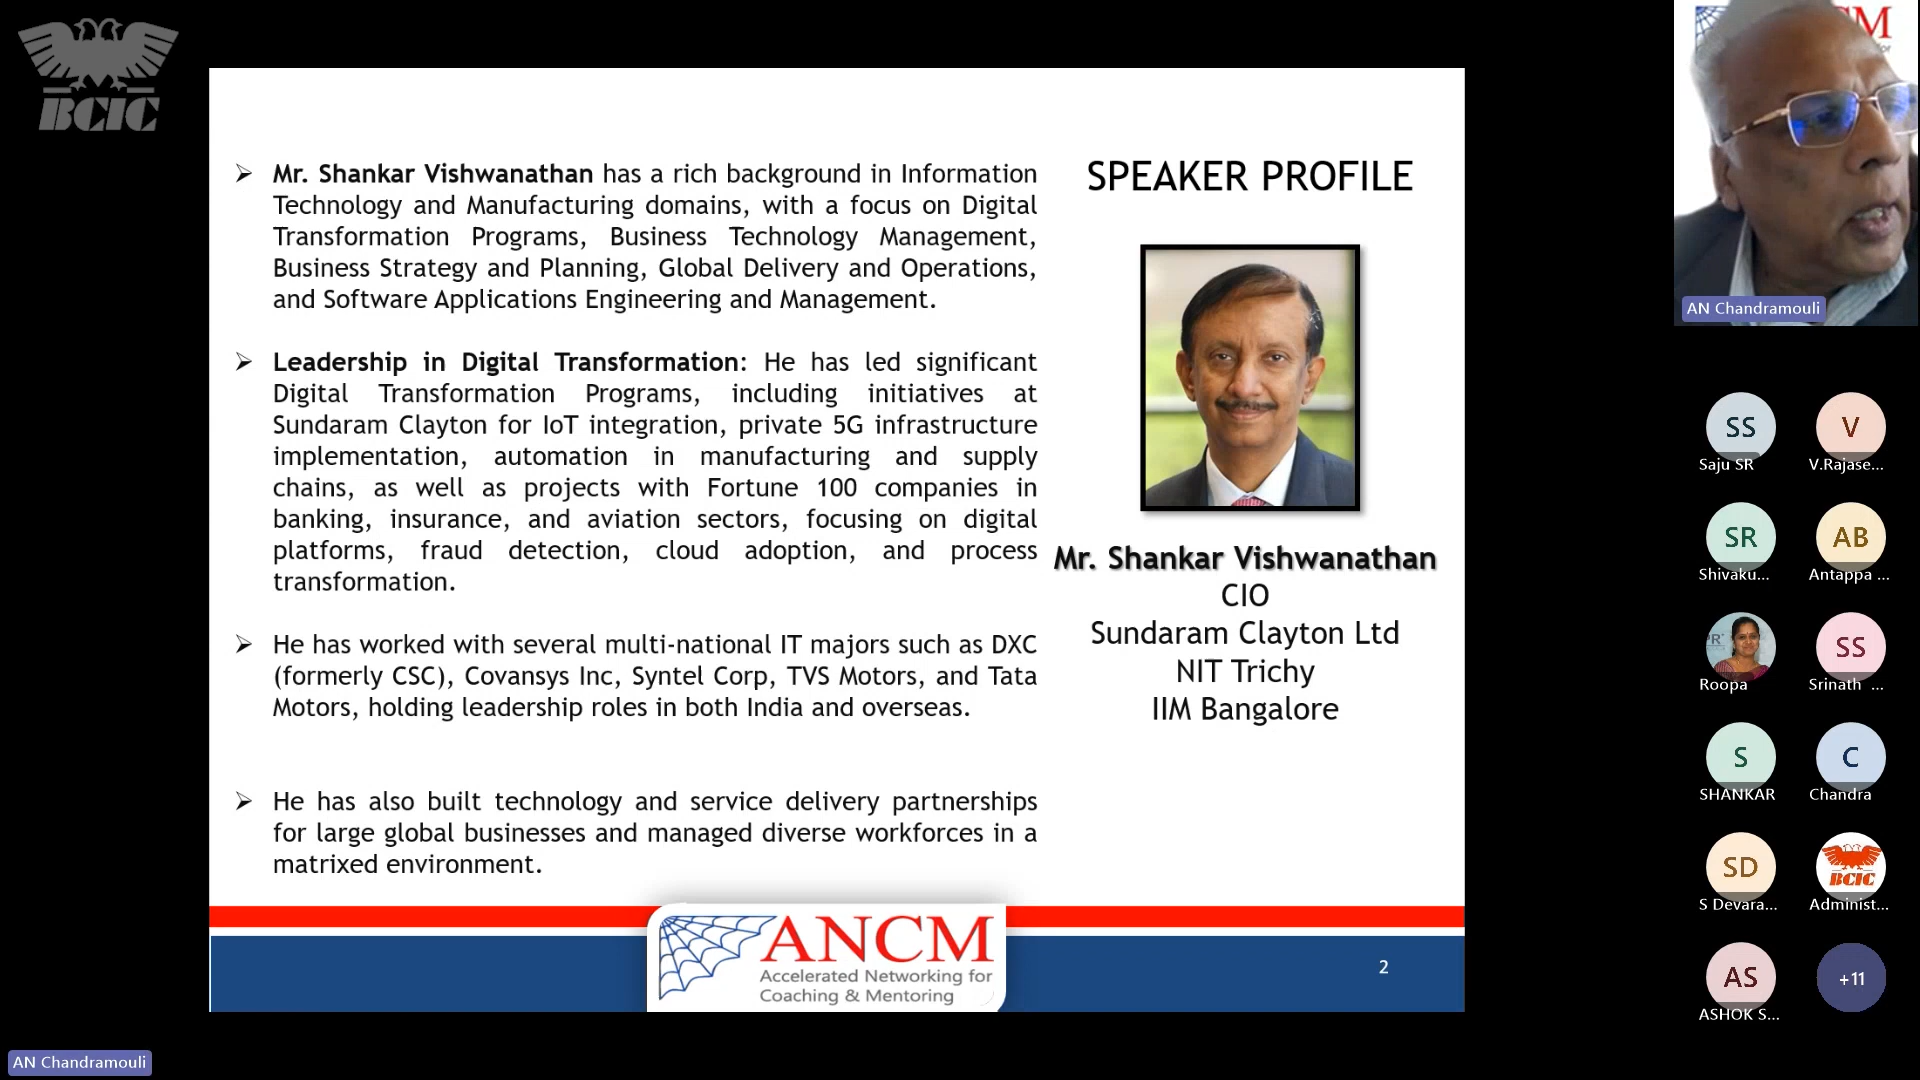 BCIC
➢ Mr. Shankar Vishwanathan has a rich background in Information
Technology and Manufacturing domains, with a focus on Digital
Transformation Programs, Business Technology Management,
Business Strategy and Planning, Global Delivery and Operations,
and Software Applications Engineering and Management.
➢ Leadership in Digital Transformation: He has led significant
Digital Transformation Programs, including initiatives at
Sundaram Clayton for IoT integration, private 5G infrastructure
implementation, automation in manufacturing and supply
chains, as well as projects with Fortune 100 companies in
banking, insurance, and aviation sectors, focusing on digital
platforms, fraud detection, cloud adoption, and process
transformation.
➢ He has worked with several multi-national IT majors such as DXC
(formerly CSC), Covansys Inc, Syntel Corp, TVS Motors, and Tata
Motors, holding leadership roles in both India and overseas.
➢ He has also built technology and service delivery partnerships
for large global businesses and managed diverse workforces in a
matrixed environment.
SPEAKER PROFILE
Mr. Shankar Vishwanathan
CIO
Sundaram Clayton Ltd
NIT Trichy
IIM Bangalore
ANCM
Accelerated Networking for
Coaching & Mentoring
2
AN Chandramouli
SS V
Saju SR V.Rajase...
SR AB
Shivaku... Antappa ...
SS
Roopa Srinath ...
S C
SHANKAR Chandra
SD BCIC
S Devara... Administ...
AS +11
ASHOK S...
AN Chandramouli